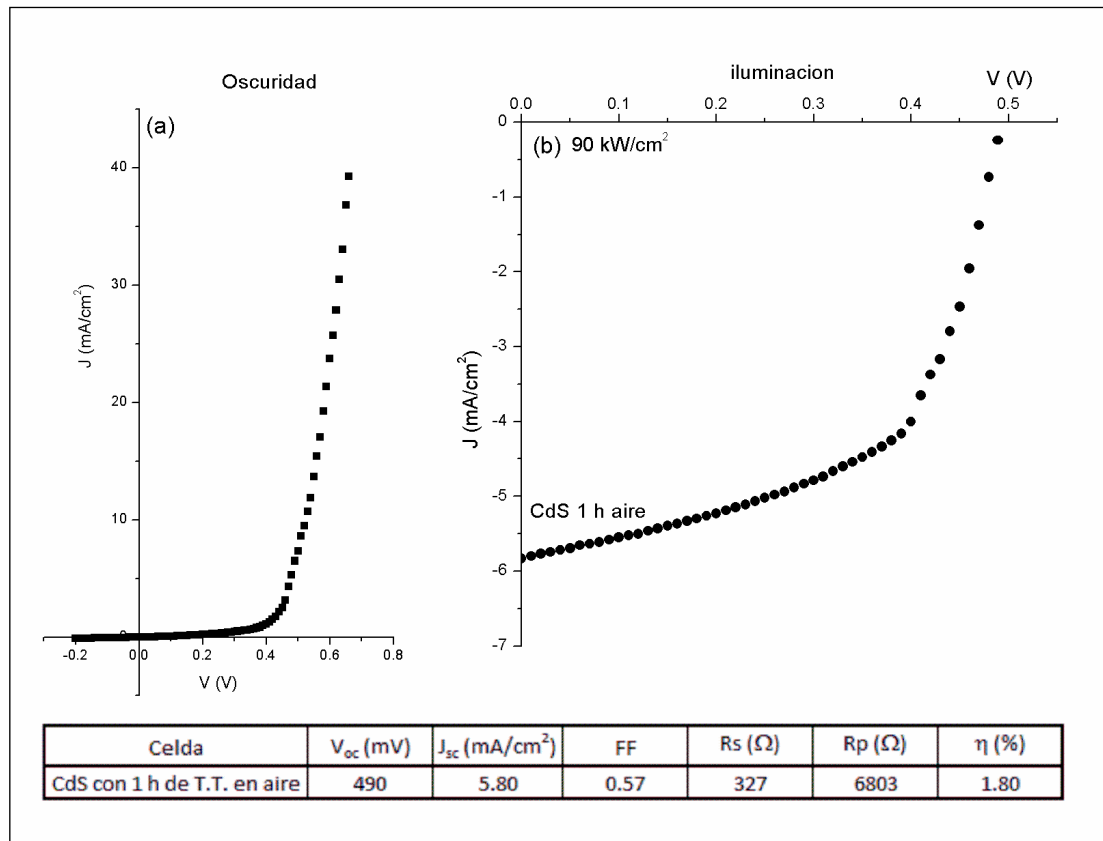 Oscuridad
(a)
J (mA/cm²)
40
30
20
10
0
-0.2 0.0 0.2 0.4 0.6 0.8
V (V)
iluminacion
V (V)
0.0 0.1 0.2 0.3 0.4 0.5
(b) 90 kW/cm²
J (mA/cm²)
0
-1
-2
-3
-4
-5
-6
-7
CdS 1 h aire
Celda Voc (mV) Jsc (mA/cm²) FF Rs (Ω) Rp (Ω) η (%)
CdS con 1 h de T.T. en aire 490 5.80 0.57 327 6803 1.80